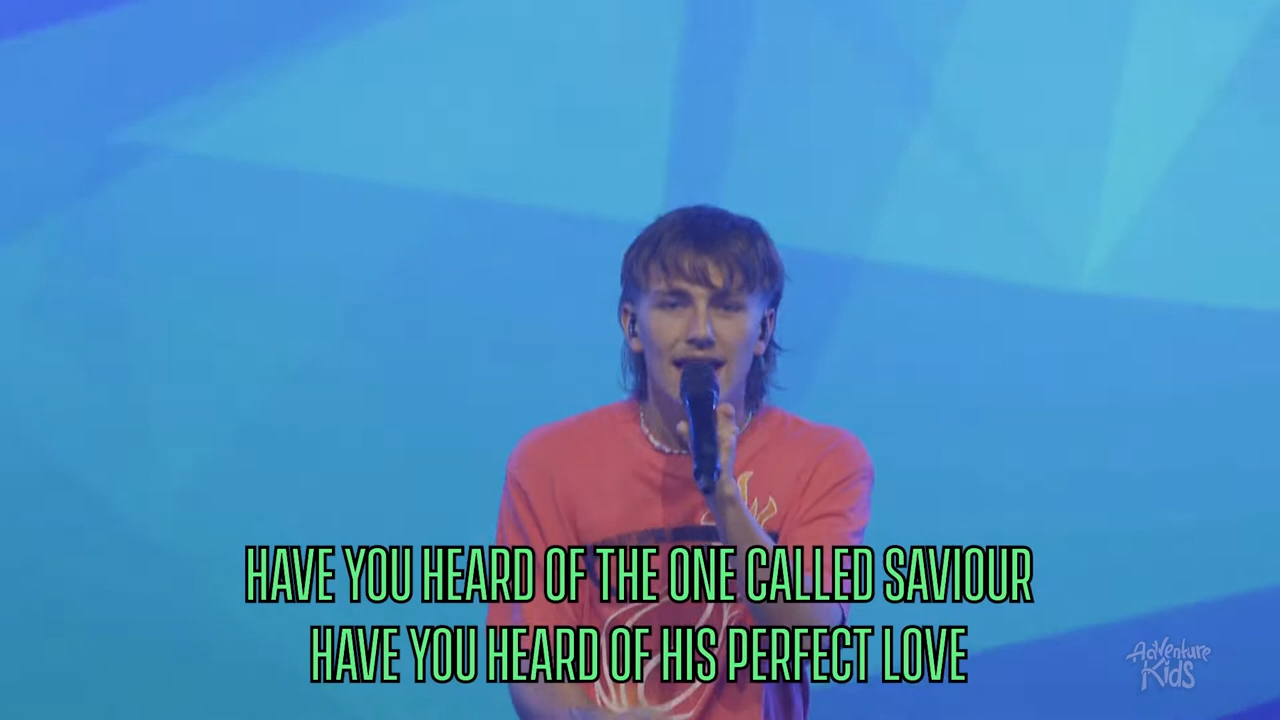 HAVE YOU HEARD OF THE ONE CALLED SAVIOUR
HAVE YOU HEARD OF HIS PERFECT LOVE
Adventure
Kids